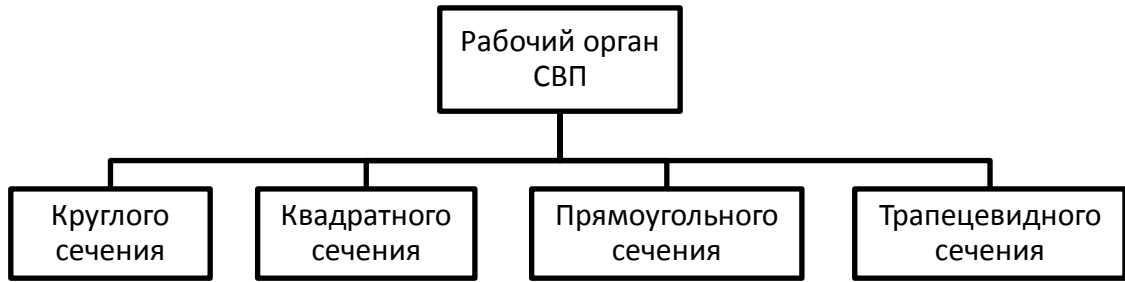 Рабочий орган
СВП
Круглого
сечения
Квадратного
сечения
Прямоугольного
сечения
Трапецевидного
сечения